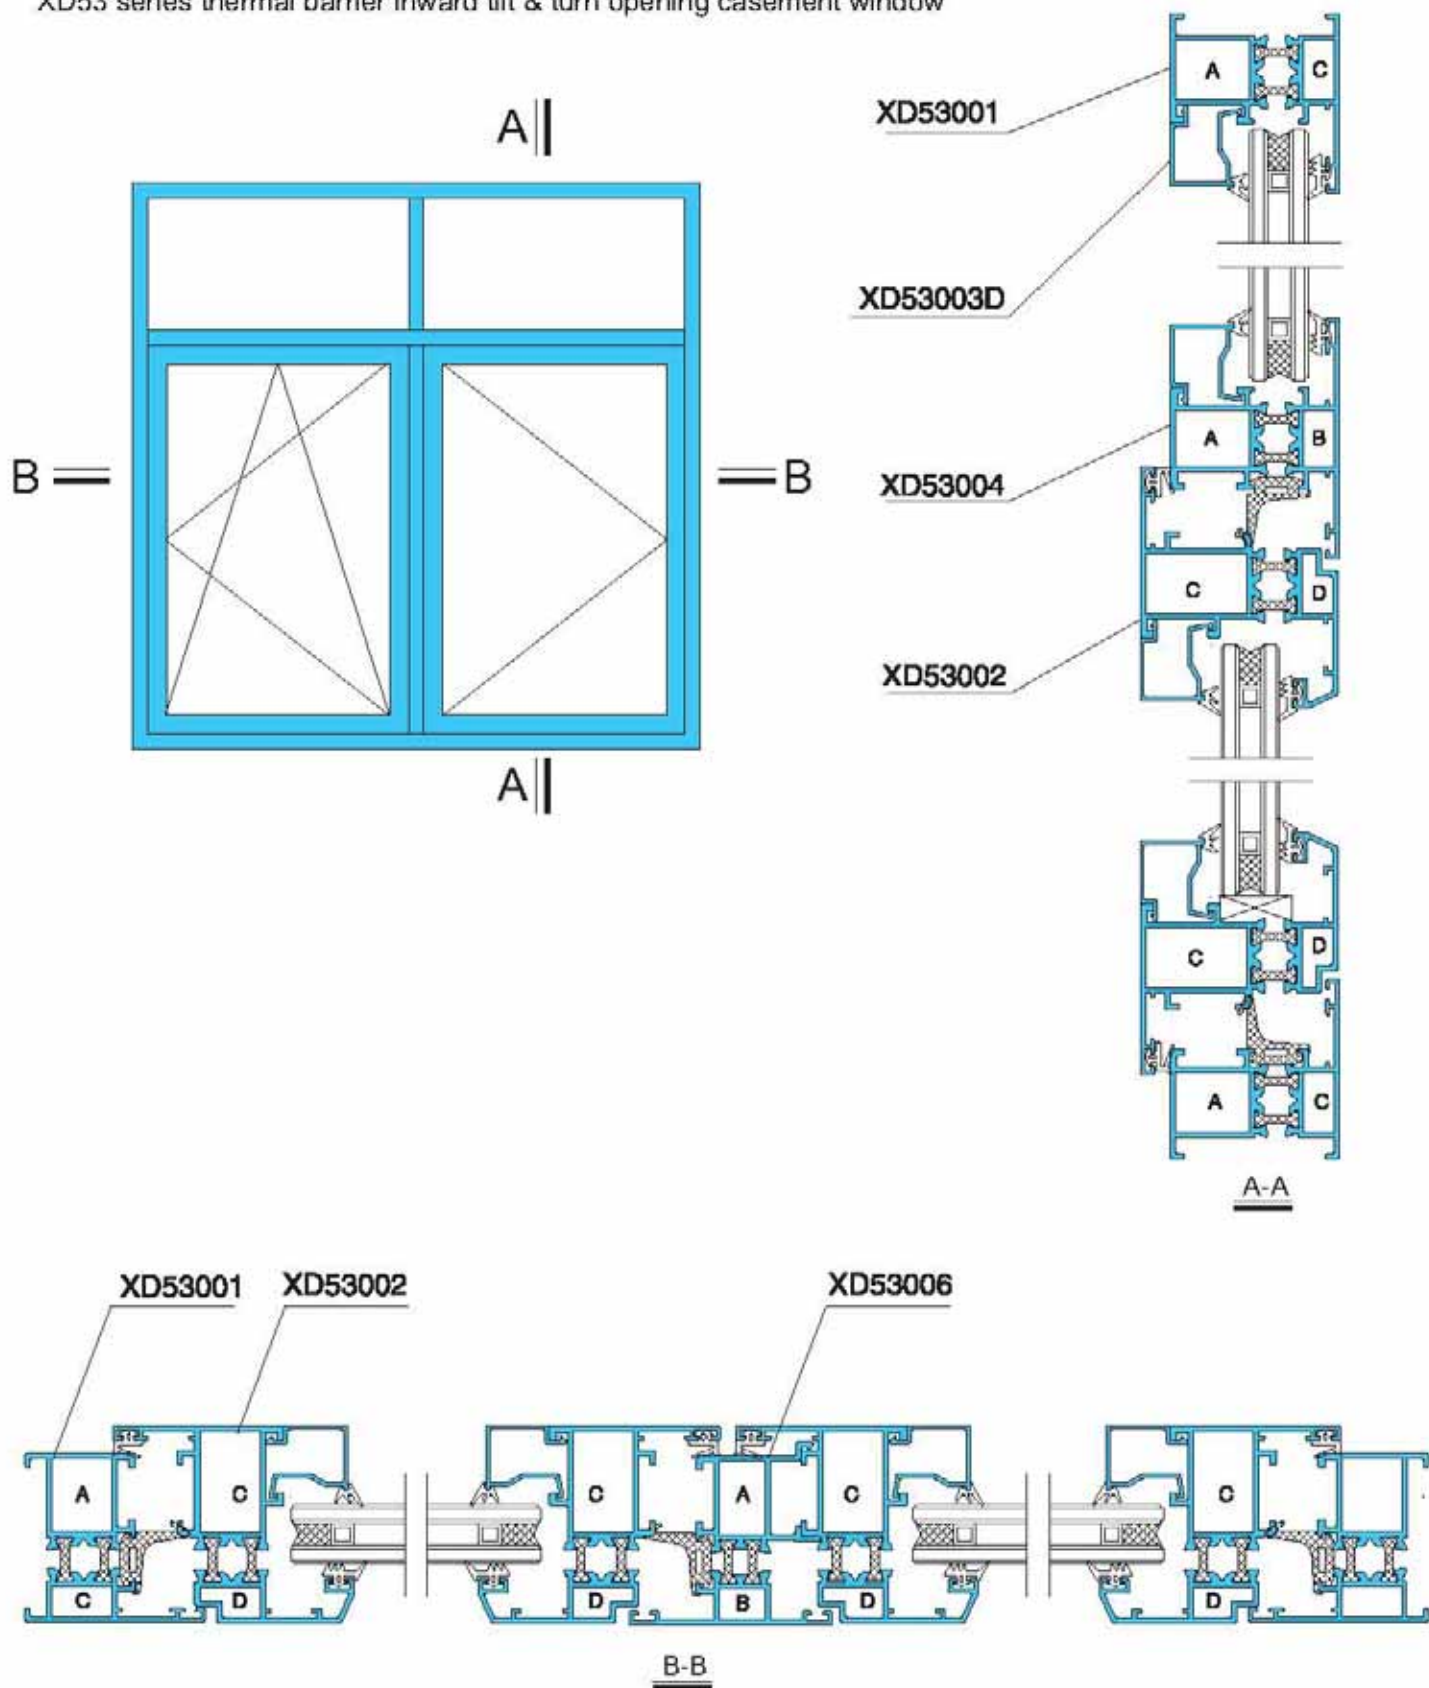 XD53 series thermal barrier inward tilt & turn opening casement window
A
B
B
A
XD53001
XD53003D
XD53004
XD53002
A C
A B
C D
C D
A C
A-A
XD53001 XD53002 XD53006
A C C A C C
C D D B D D
B-B